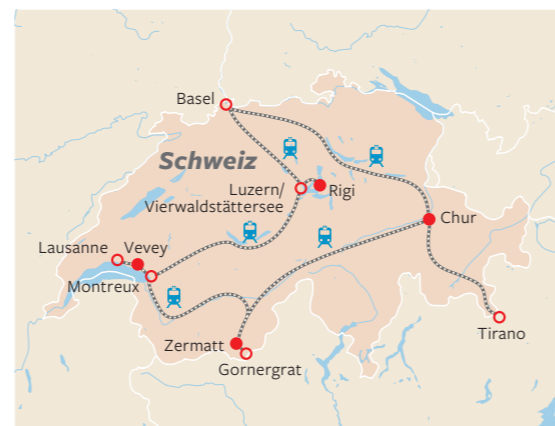 Basel
Schweiz
Luzern/
Vierwaldstättersee
Rigi
Chur
Lausanne
Vevey
Montreux
Tirano
Zermatt
Gornergrat